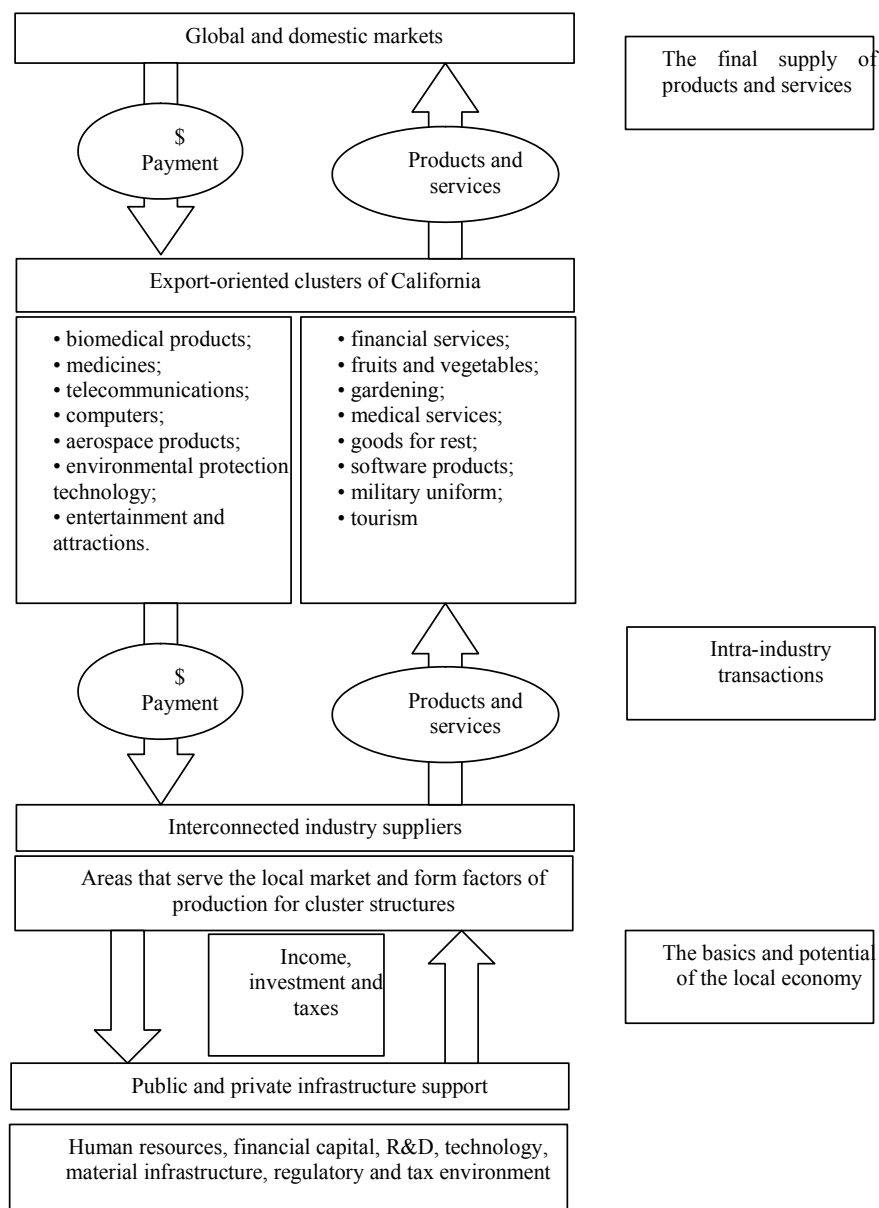 Global and domestic markets
The final supply of
products and services
$
Payment
Products and
services
Export-oriented clusters of California
• biomedical products;
• medicines;
• telecommunications;
• computers;
• aerospace products;
• environmental protection
technology;
• entertainment and
attractions.
• financial services;
• fruits and vegetables;
• gardening;
• medical services;
• goods for rest;
• software products;
• military uniform;
• tourism
$
Payment
Products and
services
Intra-industry
transactions
Interconnected industry suppliers
Areas that serve the local market and form factors of
production for cluster structures
Income,
investment and
taxes
The basics and potential
of the local economy
Public and private infrastructure support
Human resources, financial capital, R&D, technology,
material infrastructure, regulatory and tax environment